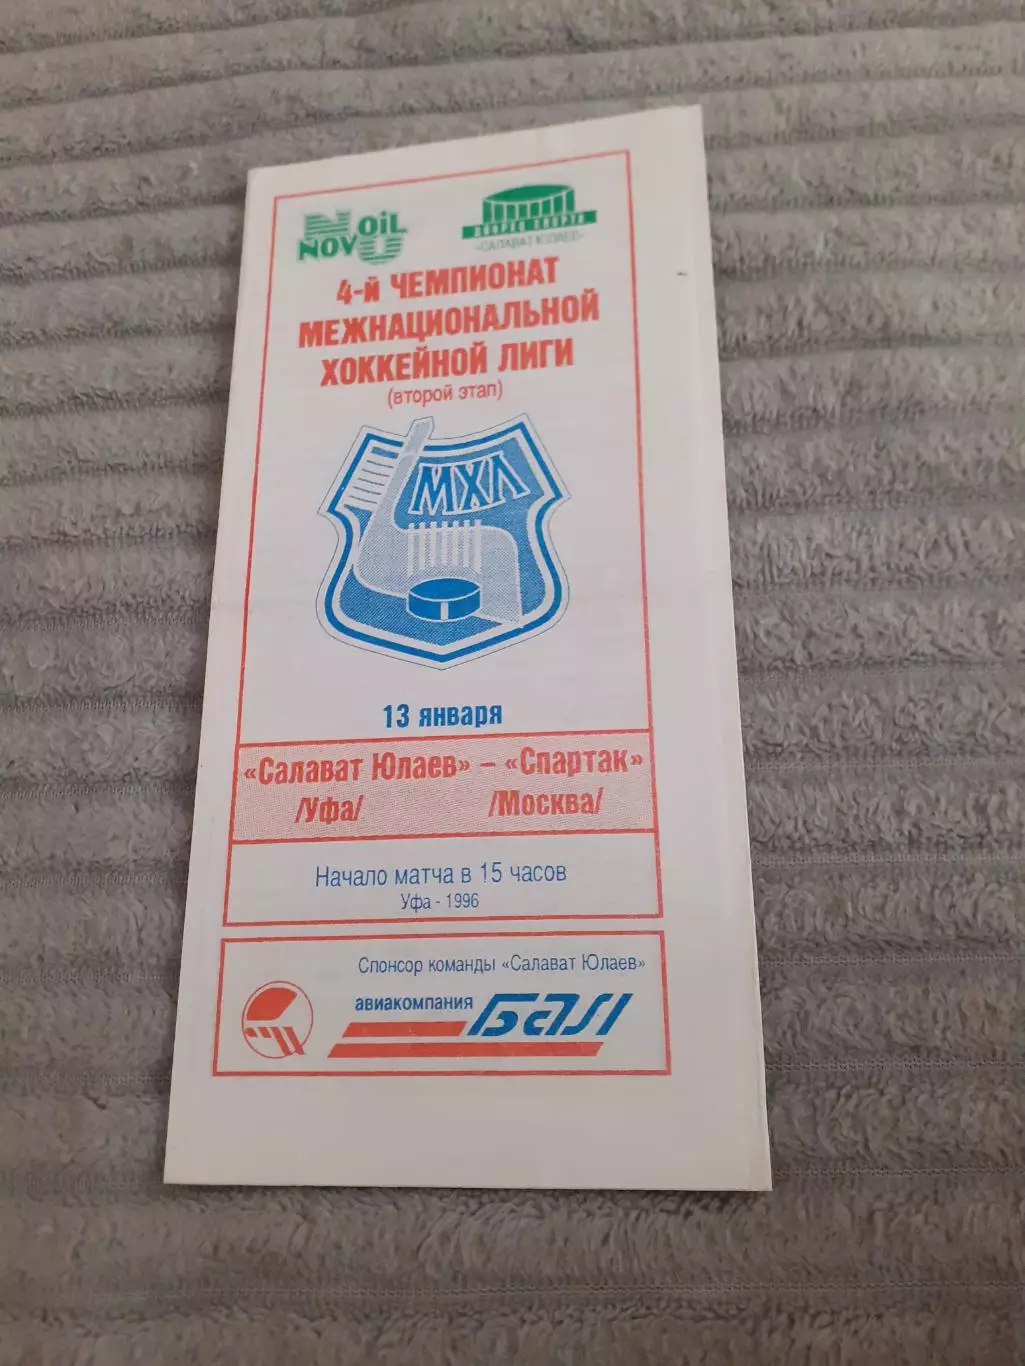 NOVOiL
ДВОРЕЦ СПОРТА
«САЛАВАТ ЮЛАЕВ»
4-й ЧЕМПИОНАТ
МЕЖНАЦИОНАЛЬНОЙ
ХОККЕЙНОЙ ЛИГИ
(второй этап)
МХЛ
13 января
«Салават Юлаев» – «Спартак»
/Уфа/ /Москва/
Начало матча в 15 часов
Уфа - 1996
Спонсор команды «Салават Юлаев»
авиакомпания БАЛ